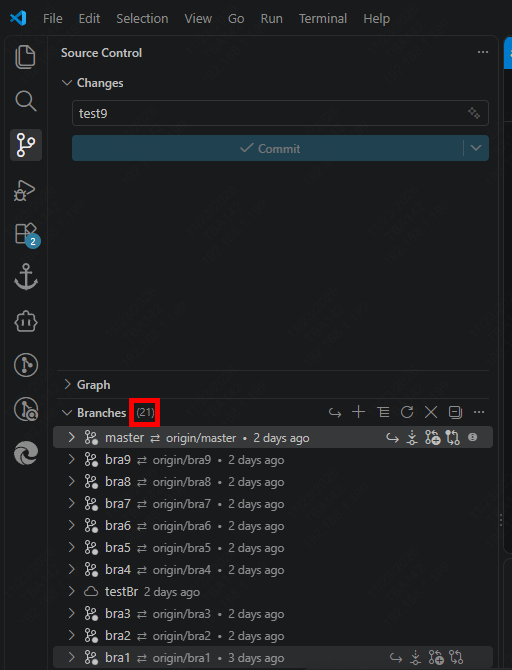 File Edit Selection View Go Run Terminal Help
Source Control
Changes
test9
Commit
2
Graph
Branches (21)
master ⇄ origin/master • 2 days ago
bra9 ⇄ origin/bra9 • 2 days ago
bra8 ⇄ origin/bra8 • 2 days ago
bra7 ⇄ origin/bra7 • 2 days ago
bra6 ⇄ origin/bra6 • 2 days ago
bra5 ⇄ origin/bra5 • 2 days ago
bra4 ⇄ origin/bra4 • 2 days ago
testBr 2 days ago
bra3 ⇄ origin/bra3 • 2 days ago
bra2 ⇄ origin/bra2 • 2 days ago
bra1 ⇄ origin/bra1 • 3 days ago